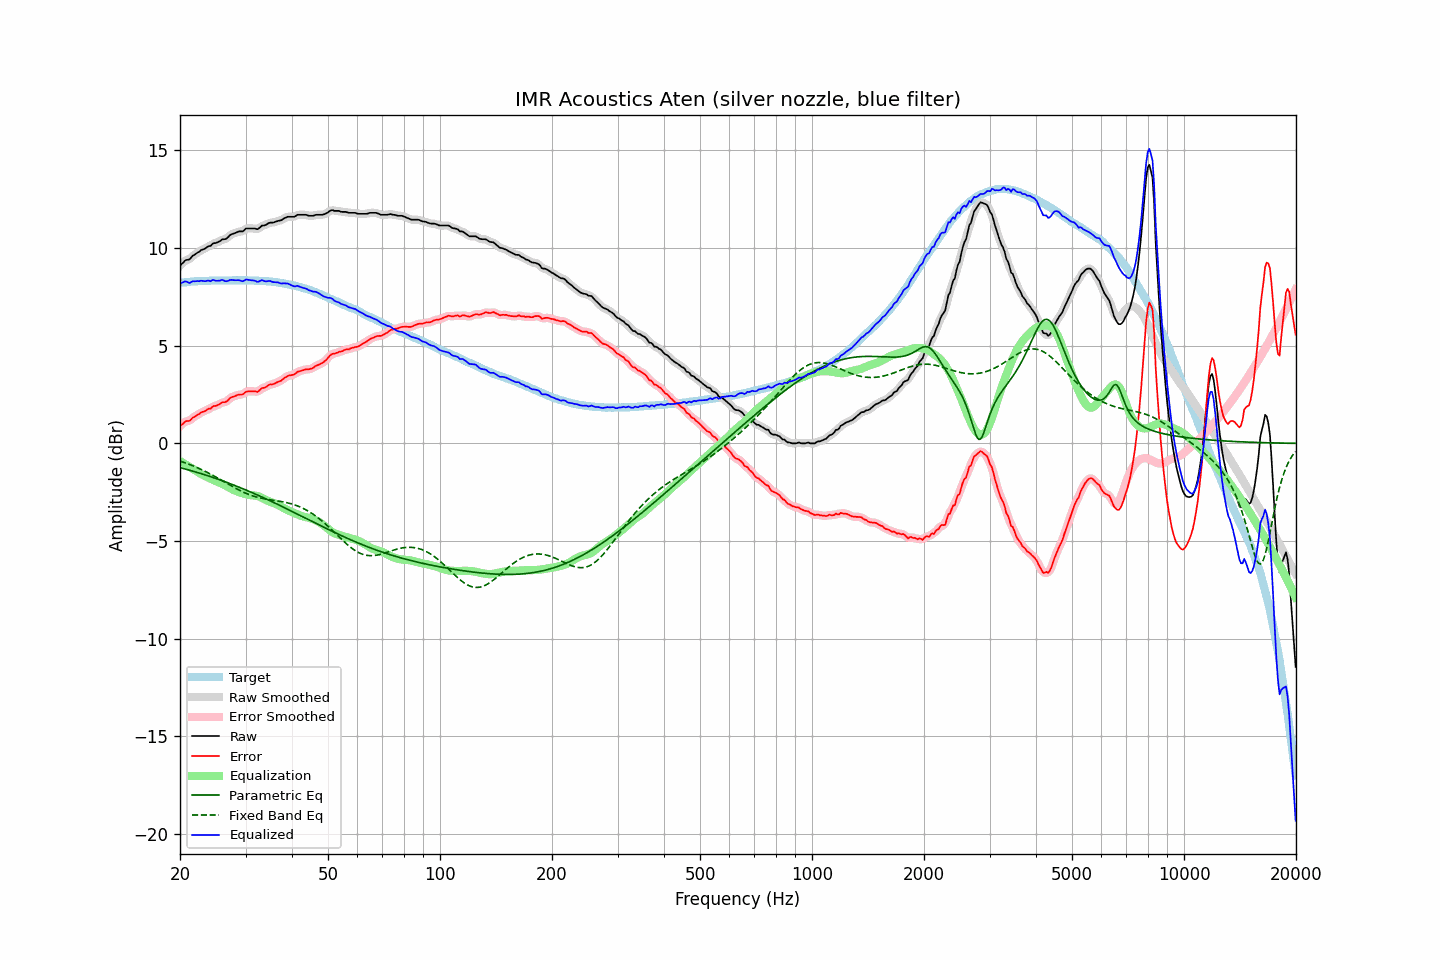 IMR Acoustics Aten (silver nozzle, blue filter)
Amplitude (dBr)
15
10
5
0
−5
−10
−15
−20
Target
Raw Smoothed
Error Smoothed
Raw
Error
Equalization
Parametric Eq
Fixed Band Eq
Equalized
20 50 100 200 500 1000 2000 5000 10000 20000
Frequency (Hz)